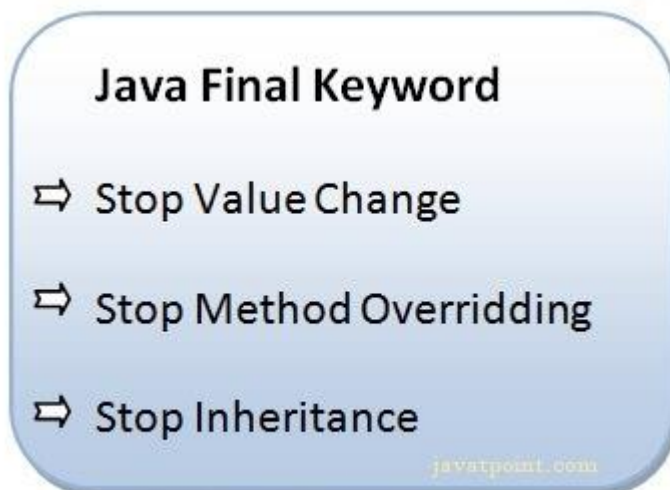 Java Final Keyword
Stop Value Change
Stop Method Overridding
Stop Inheritance
javatpoint.com